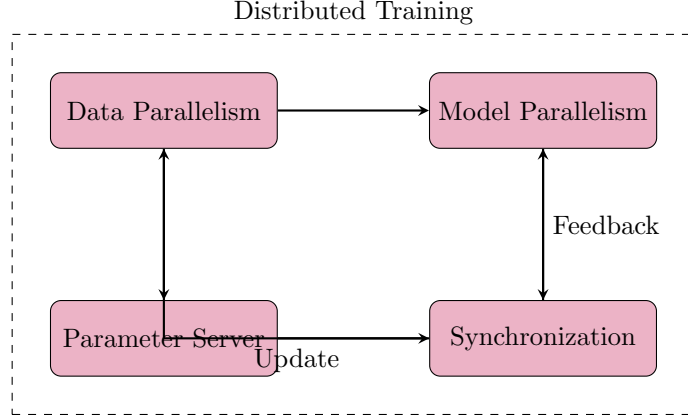 Distributed Training
Data Parallelism
Model Parallelism
Feedback
Parameter Server
Synchronization
Update